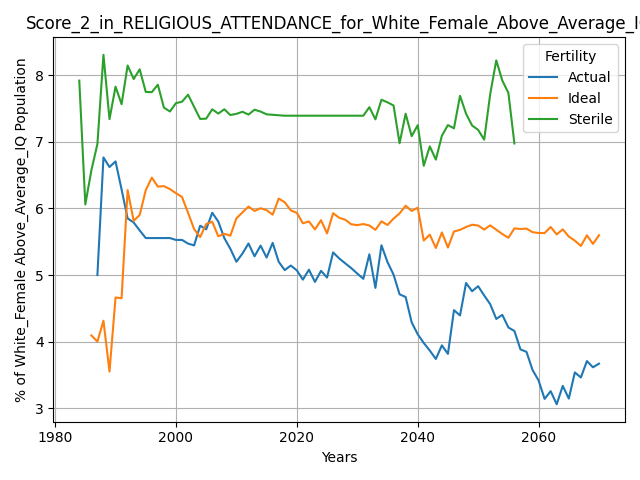 Score_2_in_RELIGIOUS_ATTENDANCE_for_White_Female_Above_Average_I
Fertility
Actual
Ideal
Sterile
% of White_Female Above_Average_IQ Population
8
7
6
5
4
3
1980
2000
2020
2040
2060
Years